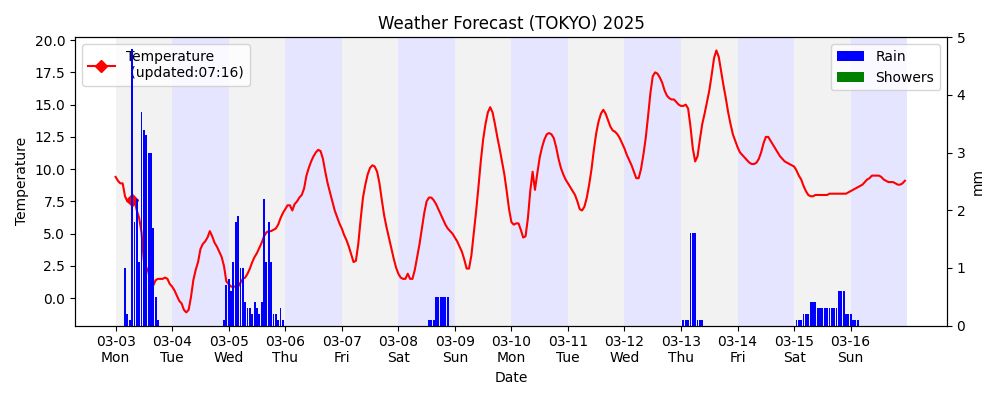 Weather Forecast (TOKYO) 2025
Temperature
(updated:07:16)
Rain
Showers
Temperature
20.0
17.5
15.0
12.5
10.0
7.5
5.0
2.5
0.0
5
4
3
2
1
0
mm
03-03 03-04 03-05 03-06 03-07 03-08 03-09 03-10 03-11 03-12 03-13 03-14 03-15 03-16
Mon Tue Wed Thu Fri Sat Sun Mon Tue Wed Thu Fri Sat Sun
Date